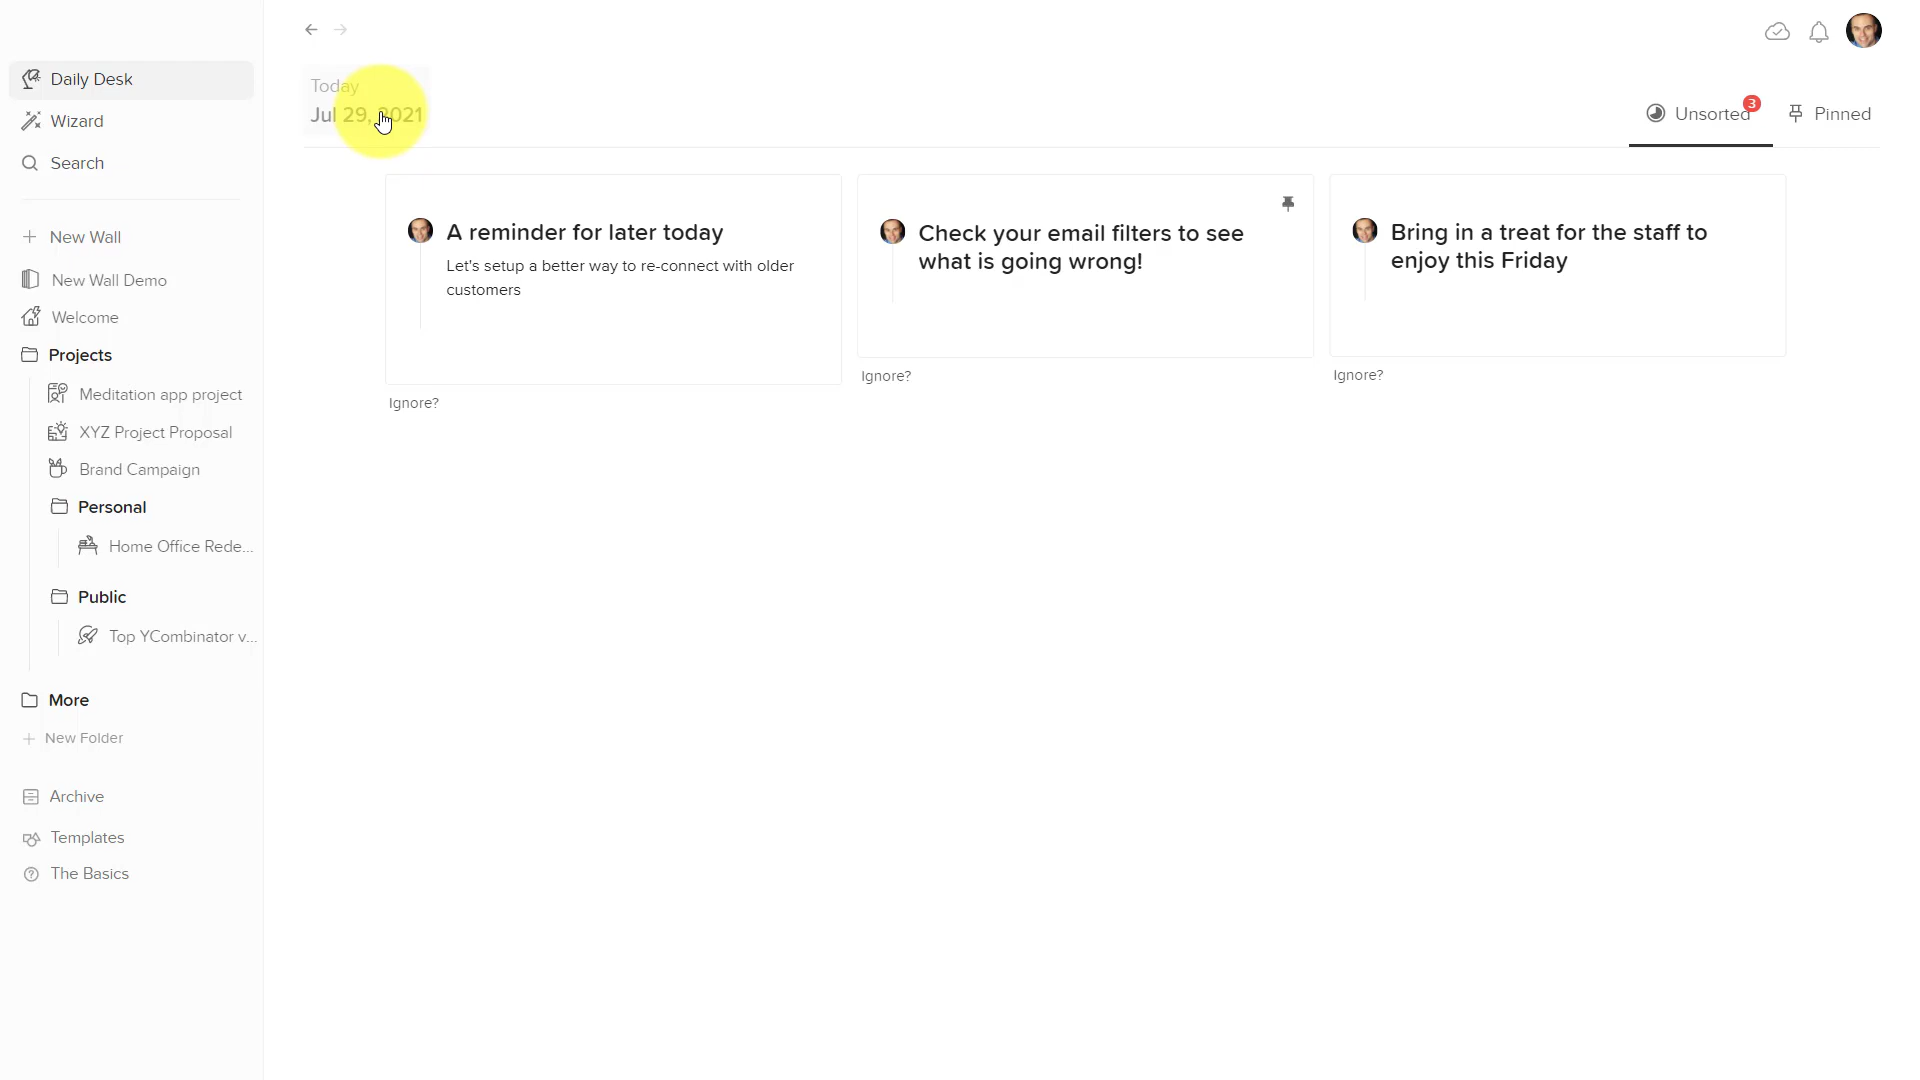 Daily Desk
Wizard
Search
New Wall
New Wall Demo
Welcome
Projects
Meditation app project
XYZ Project Proposal
Brand Campaign
Personal
Home Office Rede...
Public
Top YCombinator v...
More
New Folder
Archive
Templates
The Basics
Today
Jul 29, 2021
Unsorted 3
Pinned
A reminder for later today
Let's setup a better way to re-connect with older
customers
Ignore?
Check your email filters to see
what is going wrong!
Ignore?
Bring in a treat for the staff to
enjoy this Friday
Ignore?